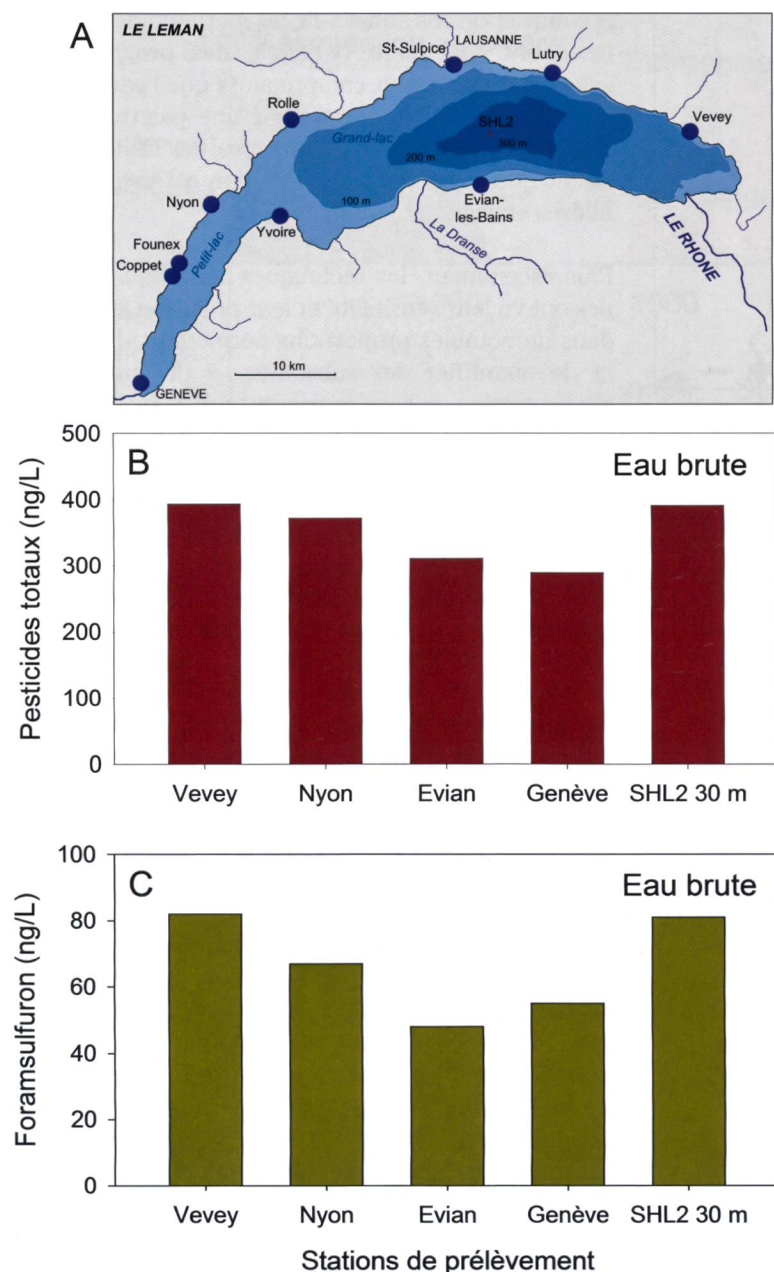 A
LE LEMAN
St-Sulpice
LAUSANNE
Lutry
Rolle
Vevey
SHL2
Grand-lac
200 m
300 m
Nyon
100 m
Evian-
les-Bains
Yvoire
La Dranse
LE RHONE
Founex
Petit-lac
Coppet
10 km
GENEVE
B
Eau brute
Pesticides totaux (ng/L)
500
400
300
200
100
0
Vevey
Nyon
Evian
Genève
SHL2 30 m
C
Eau brute
Foramsulfuron (ng/L)
100
80
60
40
20
0
Vevey
Nyon
Evian
Genève
SHL2 30 m
Stations de prélèvement